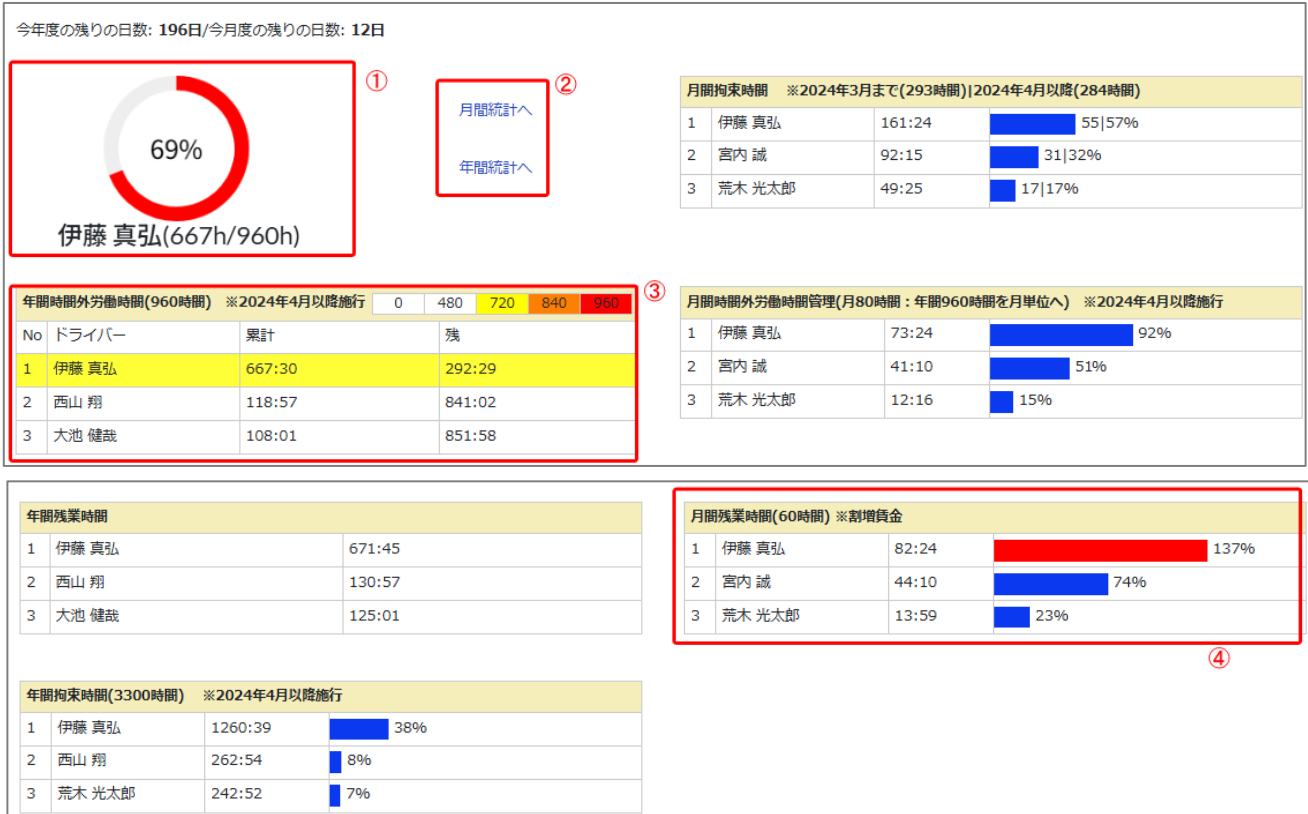 今年度の残りの日数: 196日/今月度の残りの日数: 12日
①
69%
伊藤 真弘(667h/960h)
②
月間統計へ
年間統計へ
月間拘束時間 ※2024年3月まで(293時間)|2024年4月以降(284時間)
1 伊藤 真弘 161:24 55|57%
2 宮内 誠 92:15 31|32%
3 荒木 光太郎 49:25 17|17%
③
年間時間外労働時間(960時間) ※2024年4月以降施行 0 480 720 840 960
No ドライバー 累計 残
1 伊藤 真弘 667:30 292:29
2 西山 翔 118:57 841:02
3 大池 健哉 108:01 851:58
月間時間外労働時間管理(月80時間：年間960時間を月単位へ) ※2024年4月以降施行
1 伊藤 真弘 73:24 92%
2 宮内 誠 41:10 51%
3 荒木 光太郎 12:16 15%
年間残業時間
1 伊藤 真弘 671:45
2 西山 翔 130:57
3 大池 健哉 125:01
月間残業時間(60時間) ※割増賃金
1 伊藤 真弘 82:24 137%
2 宮内 誠 44:10 74%
3 荒木 光太郎 13:59 23%
④
年間拘束時間(3300時間) ※2024年4月以降施行
1 伊藤 真弘 1260:39 38%
2 西山 翔 262:54 8%
3 荒木 光太郎 242:52 7%